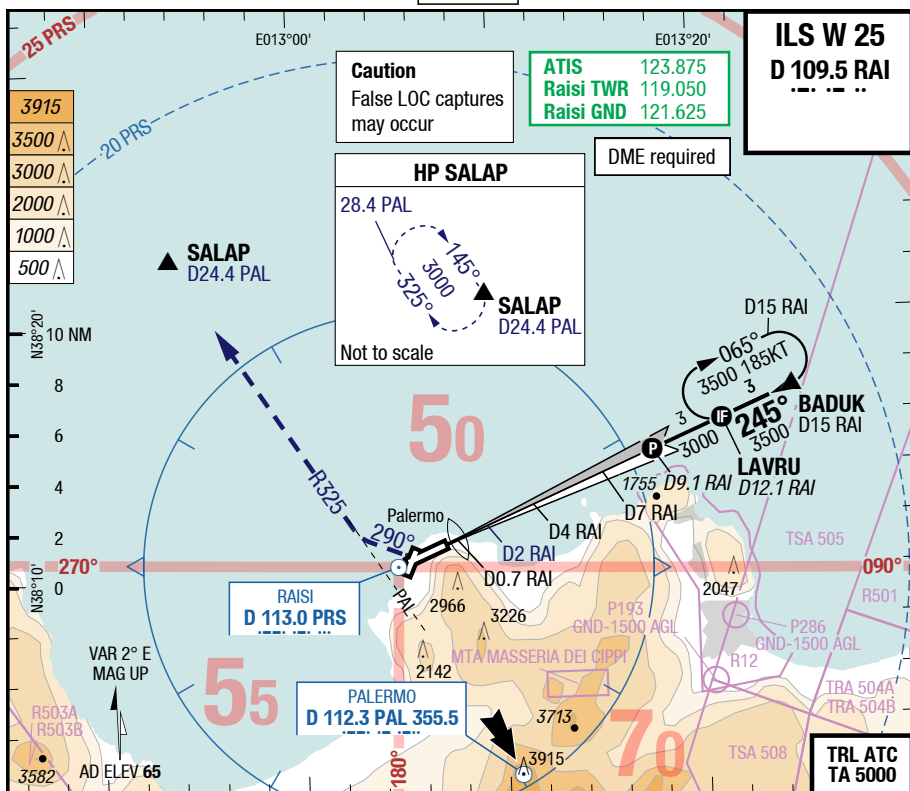 25 PRS
E013°00'
E013°20'
ILS W 25
D 109.5 RAI
Caution
False LOC captures
may occur
ATIS 123.875
Raisi TWR 119.050
Raisi GND 121.625
DME required
3915
3500
3000
2000
1000
500
20 PRS
HP SALAP
28.4 PAL
145°
3000
325°
SALAP
D24.4 PAL
Not to scale
SALAP
D24.4 PAL
N38°20'
10 NM
8
6
4
2
0
N38°10'
D15 RAI
065°
3500 185KT
3
BADUK
D15 RAI
245°
3500
IF
3
3000
P
LAVRU
D12.1 RAI
50
1755
D9.1 RAI
D7 RAI
D4 RAI
D2 RAI
D0.7 RAI
R325
290°
Palermo
PAL
TSA 505
270°
090°
RAISI
D 113.0 PRS
2966
3226
2142
2047
R501
P193
GND-1500 AGL
P286
GND-1500 AGL
R12
MTA MASSERIA DEI CIPPI
VAR 2° E
MAG UP
55
PALERMO
D 112.3 PAL 355.5
TRA 504A
TRA 504B
R503A
R503B
3713
70
TSA 508
3582
AD ELEV 65
180°
3915
TRL ATC
TA 5000